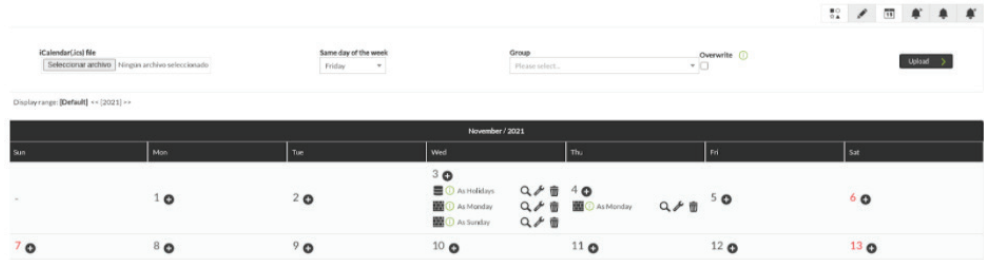 iCalendar(.ics) file
Same day of the week
Group
Overwrite
Seleccionar archivo Ningún archivo seleccionado
Friday
Please select...
Upload
Display range: [Default] << [2021] >>
November / 2021
Sun Mon Tue Wed Thu Fri Sat
- 1 2 3 4 5 6
As Holidays
As Monday
As Sunday
As Monday
7 8 9 10 11 12 13